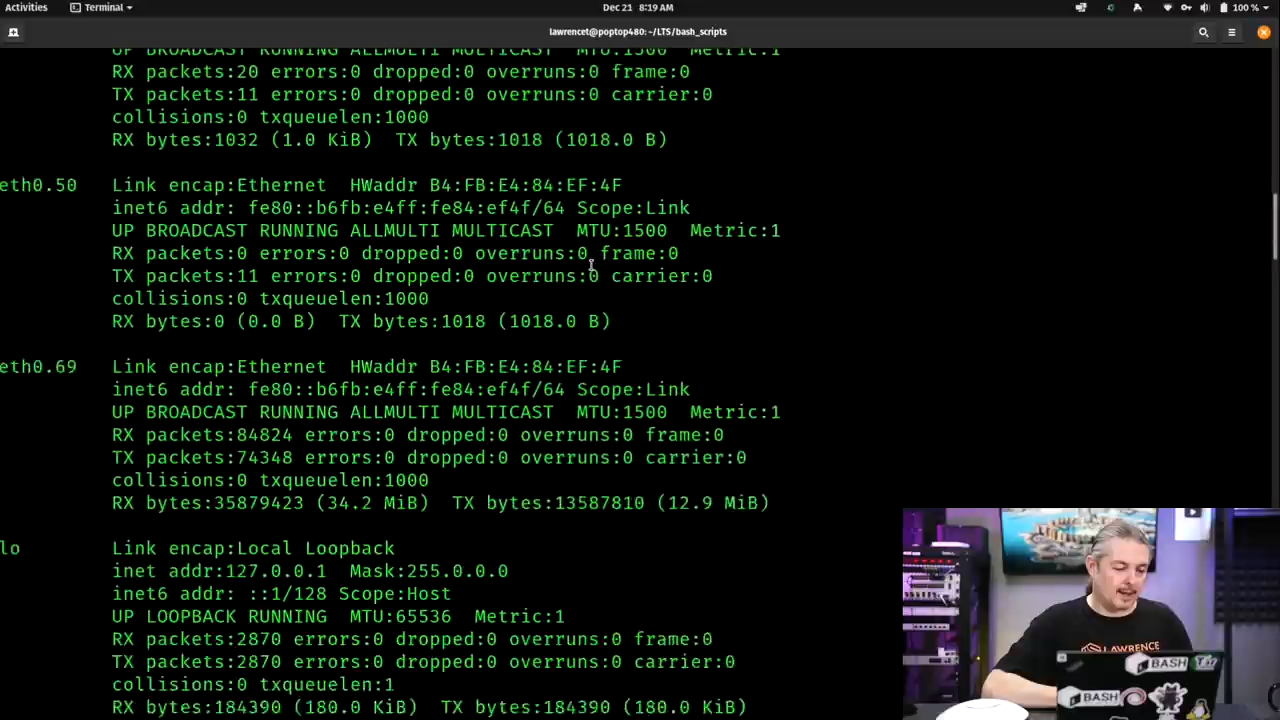 Activities Terminal Dec 21 8:19 AM 100 %
lawrencet@poptop480: ~/LTS/bash_scripts
UP BROADCAST RUNNING ALLMULTI MULTICAST  MTU:1500  Metric:1
RX packets:20 errors:0 dropped:0 overruns:0 frame:0
TX packets:11 errors:0 dropped:0 overruns:0 carrier:0
collisions:0 txqueuelen:1000
RX bytes:1032 (1.0 KiB)  TX bytes:1018 (1018.0 B)
eth0.50   Link encap:Ethernet  HWaddr B4:FB:E4:84:EF:4F
inet6 addr: fe80::b6fb:e4ff:fe84:ef4f/64 Scope:Link
UP BROADCAST RUNNING ALLMULTI MULTICAST  MTU:1500  Metric:1
RX packets:0 errors:0 dropped:0 overruns:0 frame:0
TX packets:11 errors:0 dropped:0 overruns:0 carrier:0
collisions:0 txqueuelen:1000
RX bytes:0 (0.0 B)  TX bytes:1018 (1018.0 B)
eth0.69   Link encap:Ethernet  HWaddr B4:FB:E4:84:EF:4F
inet6 addr: fe80::b6fb:e4ff:fe84:ef4f/64 Scope:Link
UP BROADCAST RUNNING ALLMULTI MULTICAST  MTU:1500  Metric:1
RX packets:84824 errors:0 dropped:0 overruns:0 frame:0
TX packets:74348 errors:0 dropped:0 overruns:0 carrier:0
collisions:0 txqueuelen:1000
RX bytes:35879423 (34.2 MiB)  TX bytes:13587810 (12.9 MiB)
lo        Link encap:Local Loopback
inet addr:127.0.0.1  Mask:255.0.0.0
inet6 addr: ::1/128 Scope:Host
UP LOOPBACK RUNNING  MTU:65536  Metric:1
RX packets:2870 errors:0 dropped:0 overruns:0 frame:0
TX packets:2870 errors:0 dropped:0 overruns:0 carrier:0
collisions:0 txqueuelen:1
RX bytes:184390 (180.0 KiB)  TX bytes:184390 (180.0 KiB)
LAWRENCE
BASH
BASH